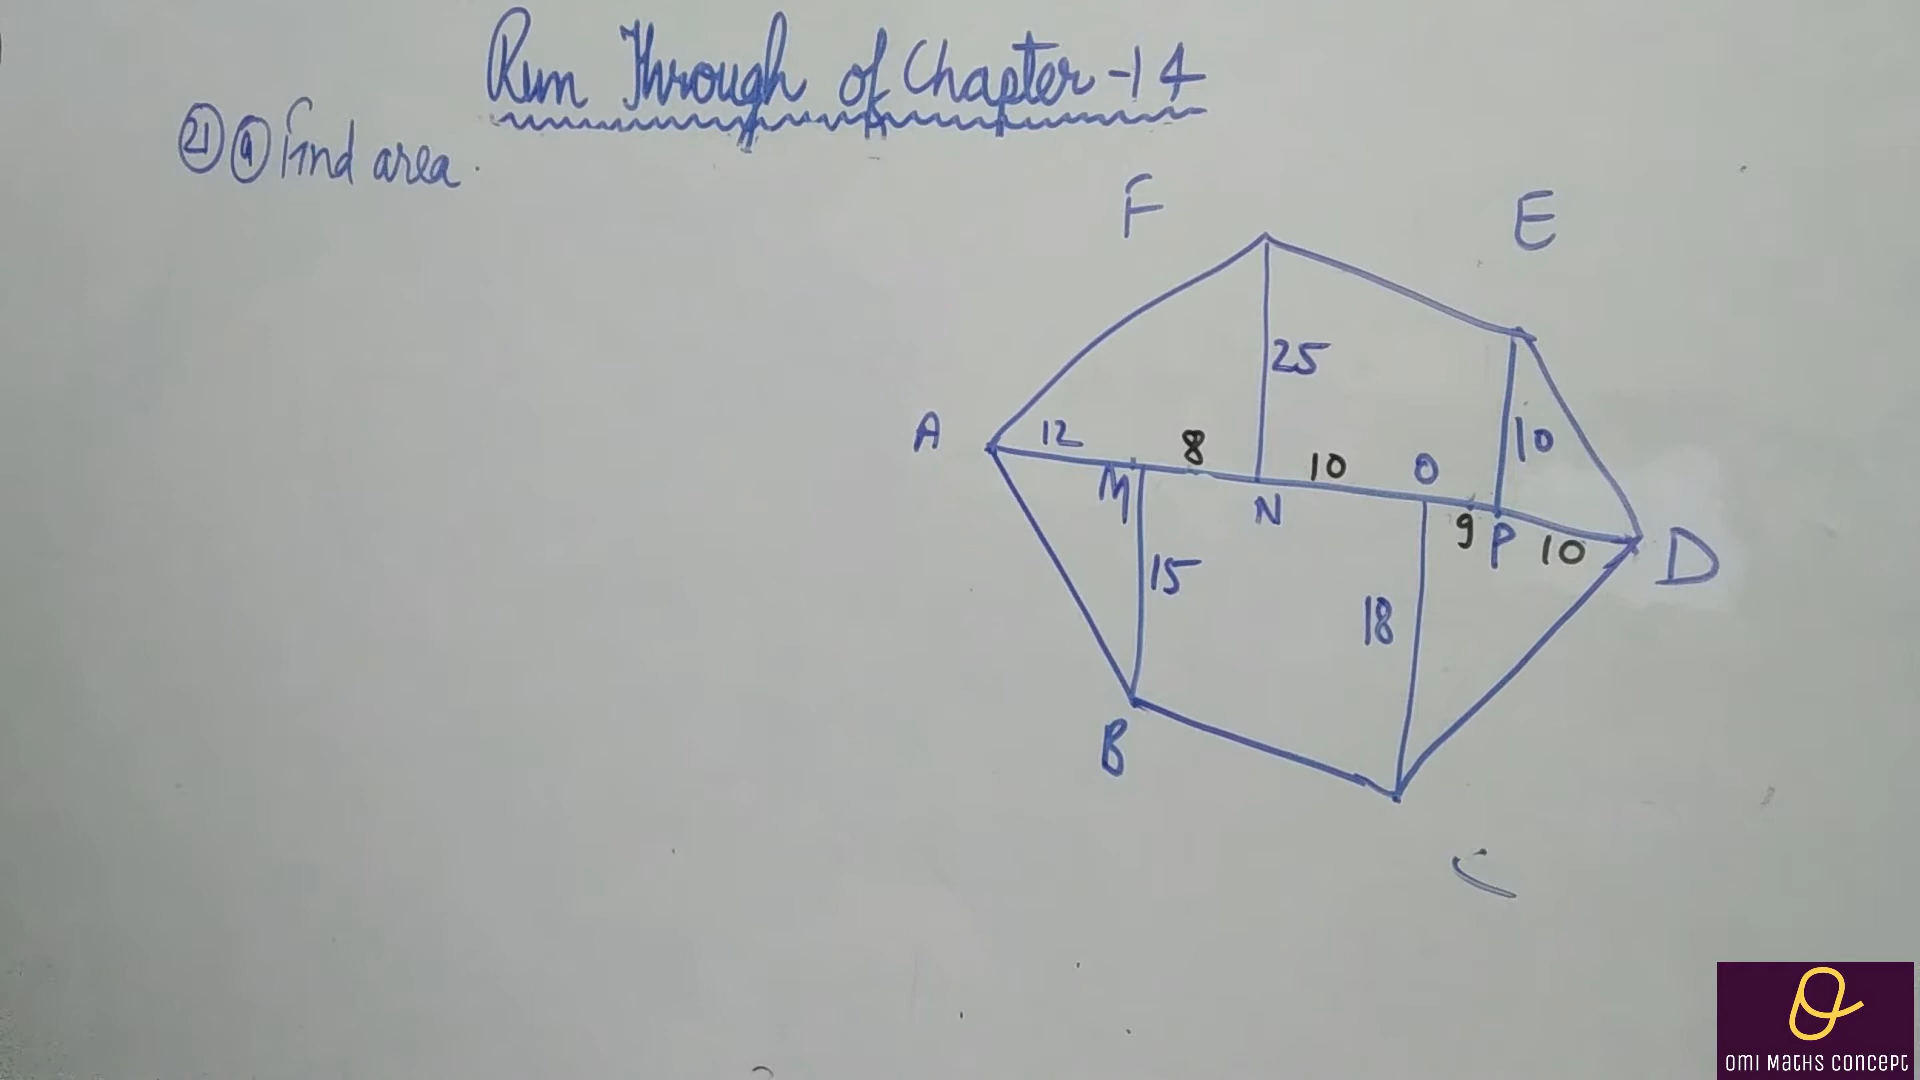 Run Through of Chapter-14
21 a Find area.
F
E
25
A
12
8
10
O
10
M
N
9
P
10
D
15
18
B
C
OMI MATHS CONCEPT